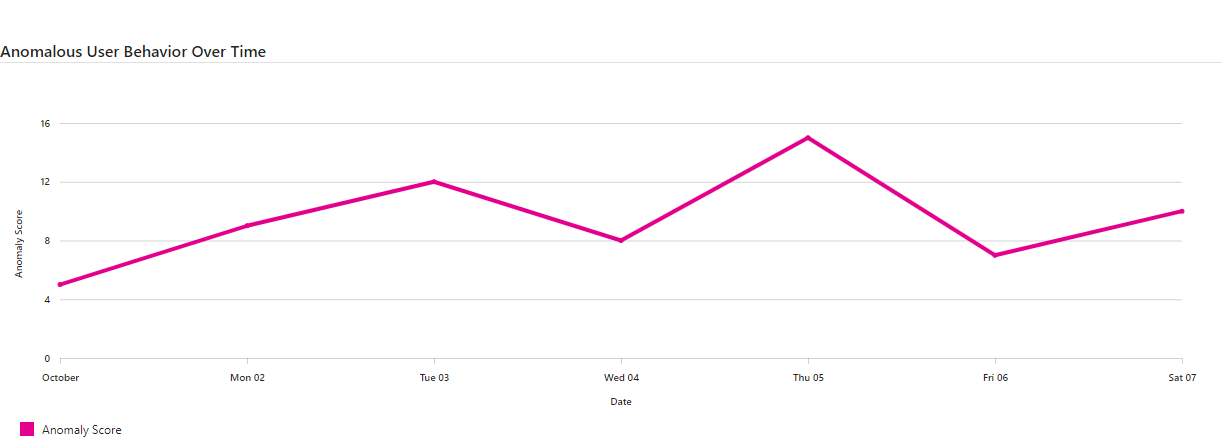 Anomalous User Behavior Over Time
16
12
8
4
0
Anomaly Score
October Mon 02 Tue 03 Wed 04 Thu 05 Fri 06 Sat 07
Date
Anomaly Score